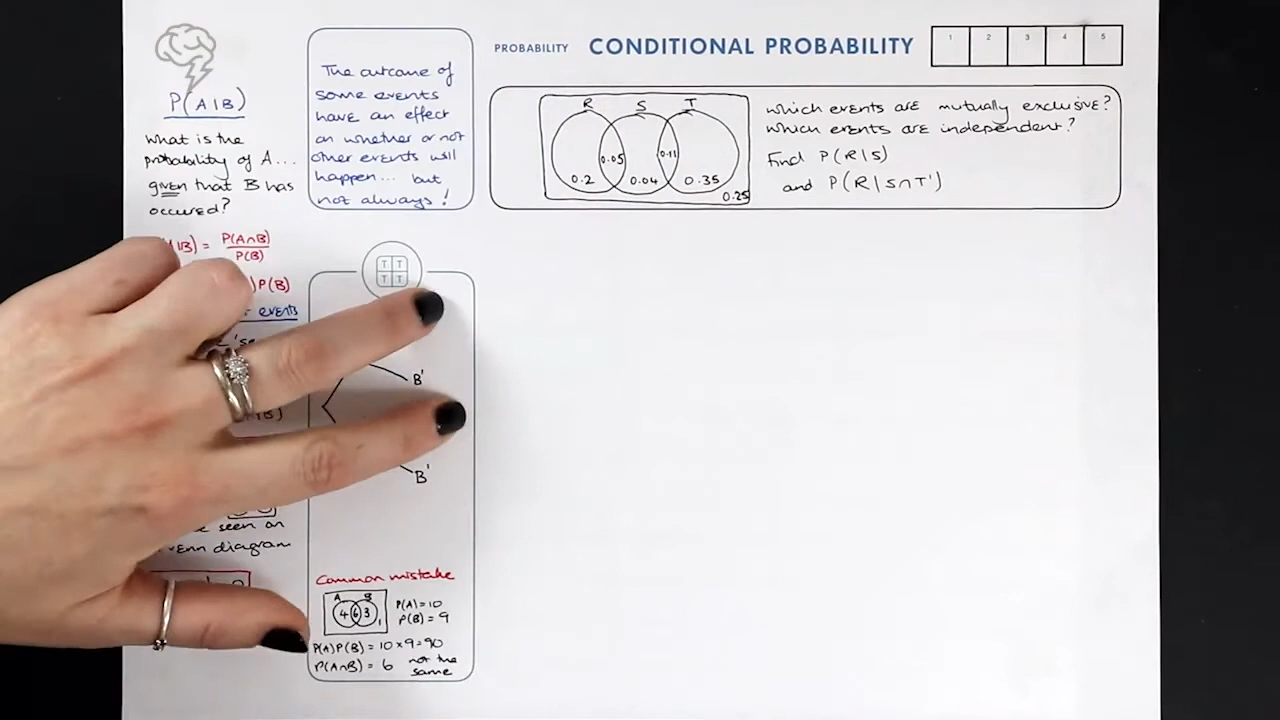 PROBABILITY CONDITIONAL PROBABILITY
1 2 3 4 5
P(A|B)
What is the
probability of A...
given that B has
occured?
|B) = P(A∩B)
P(B)
)P(B)
events
|B)
seen on
venn diagram
The outcome of
some events
have an effect
on whether or not
other events will
happen... but
not always!
T T
T T
B'
B'
Common mistake
A B
4 6 3 1
P(A)=10
P(B)=9
P(A)P(B)=10×9=90
P(A∩B)=6 not the
same
R S T
0.05 0.11
0.2 0.04 0.35
0.25
which events are mutually exclusive?
which events are independent?
Find P(R|S)
and P(R|S∩T')